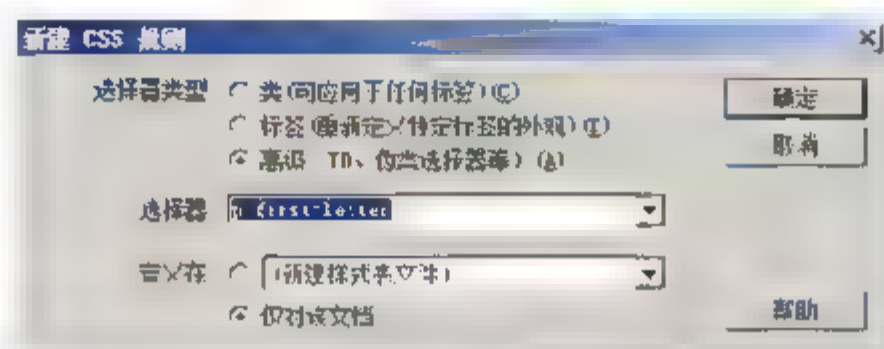 新建 CSS 规则
选择器类型 类(可应用于任何标签)(C) 确定
标签(重新定义特定标签的外观)(T) 取消
高级 ID、伪类选择器等)(A)
选择器 first-letter
定义在 (新建样式表文件)
仅对该文档 帮助